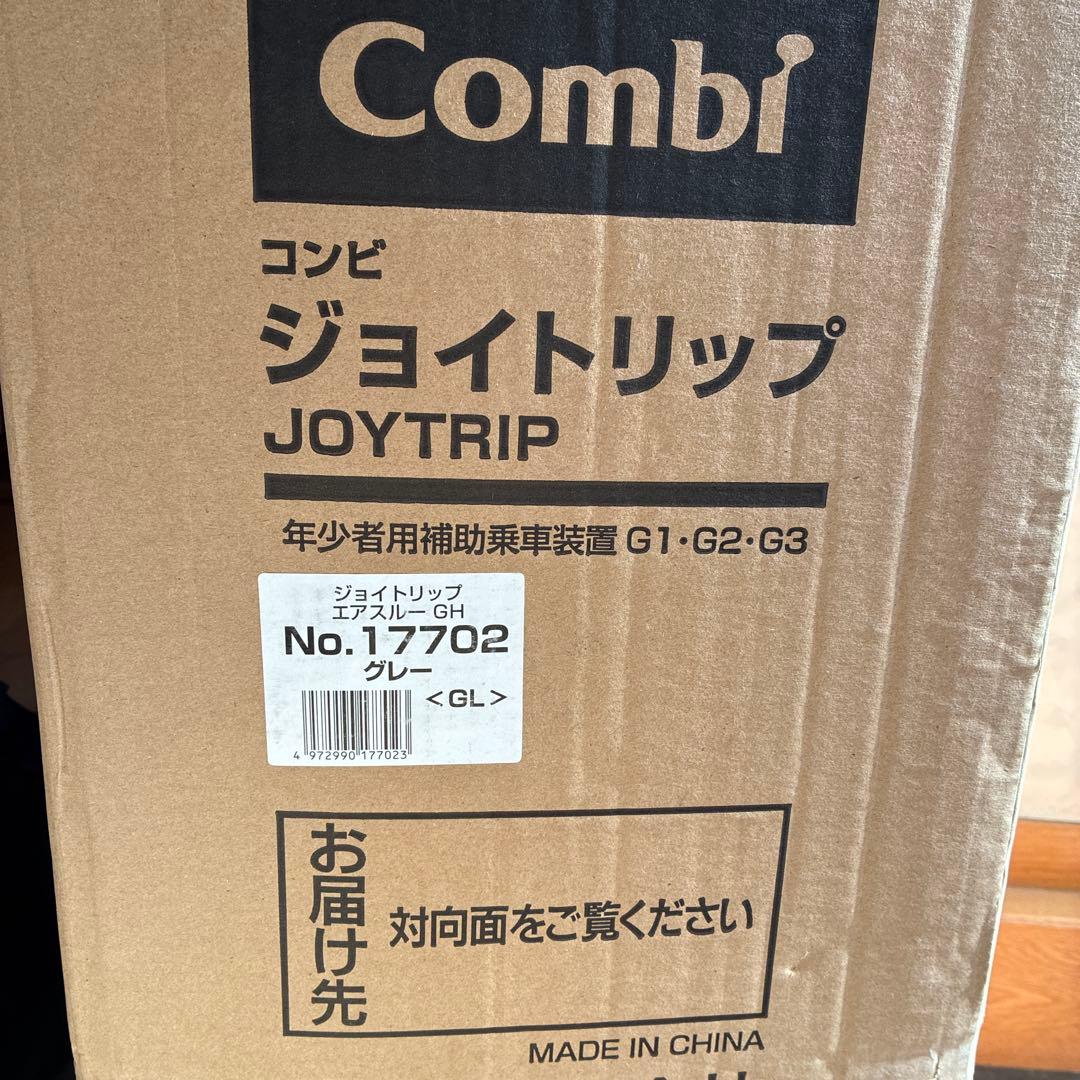 Combi
コンビ
ジョイトリップ
JOYTRIP
年少者用補助乗車装置 G1・G2・G3
ジョイトリップ
エアスルー GH
No.17702
グレー
<GL>
4 972990 177023
お届け先
対向面をご覧ください
MADE IN CHINA